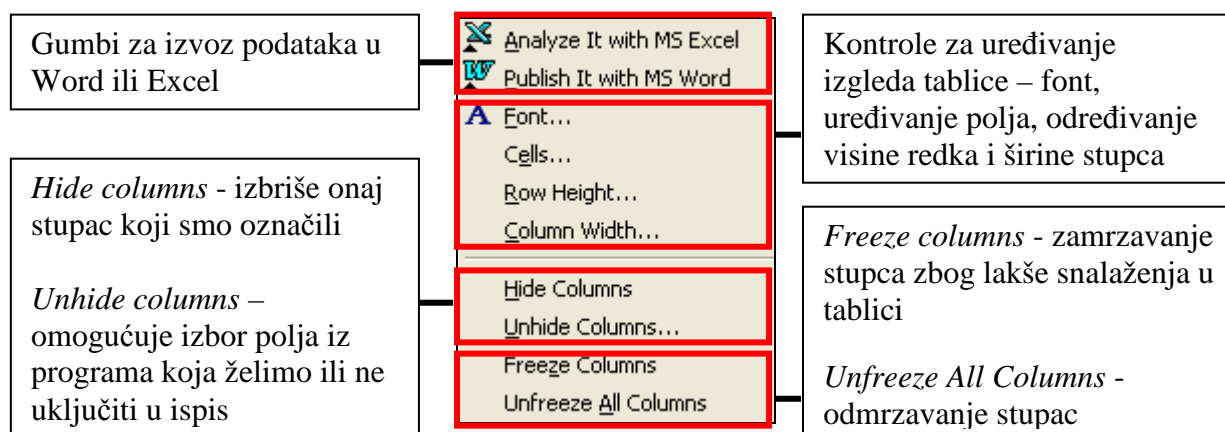 Gumbi za izvoz podataka u
Word ili Excel
Hide columns - izbriše onaj
stupac koji smo označili
Unhide columns –
omogućuje izbor polja iz
programa koja želimo ili ne
uključiti u ispis
Analyze It with MS Excel
Publish It with MS Word
Font...
Cells...
Row Height...
Column Width...
Hide Columns
Unhide Columns...
Freeze Columns
Unfreeze All Columns
Kontrole za uređivanje
izgleda tablice – font,
uređivanje polja, određivanje
visine redka i širine stupca
Freeze columns - zamrzavanje
stupca zbog lakše snalaženja u
tablici
Unfreeze All Columns -
odmrzavanje stupac